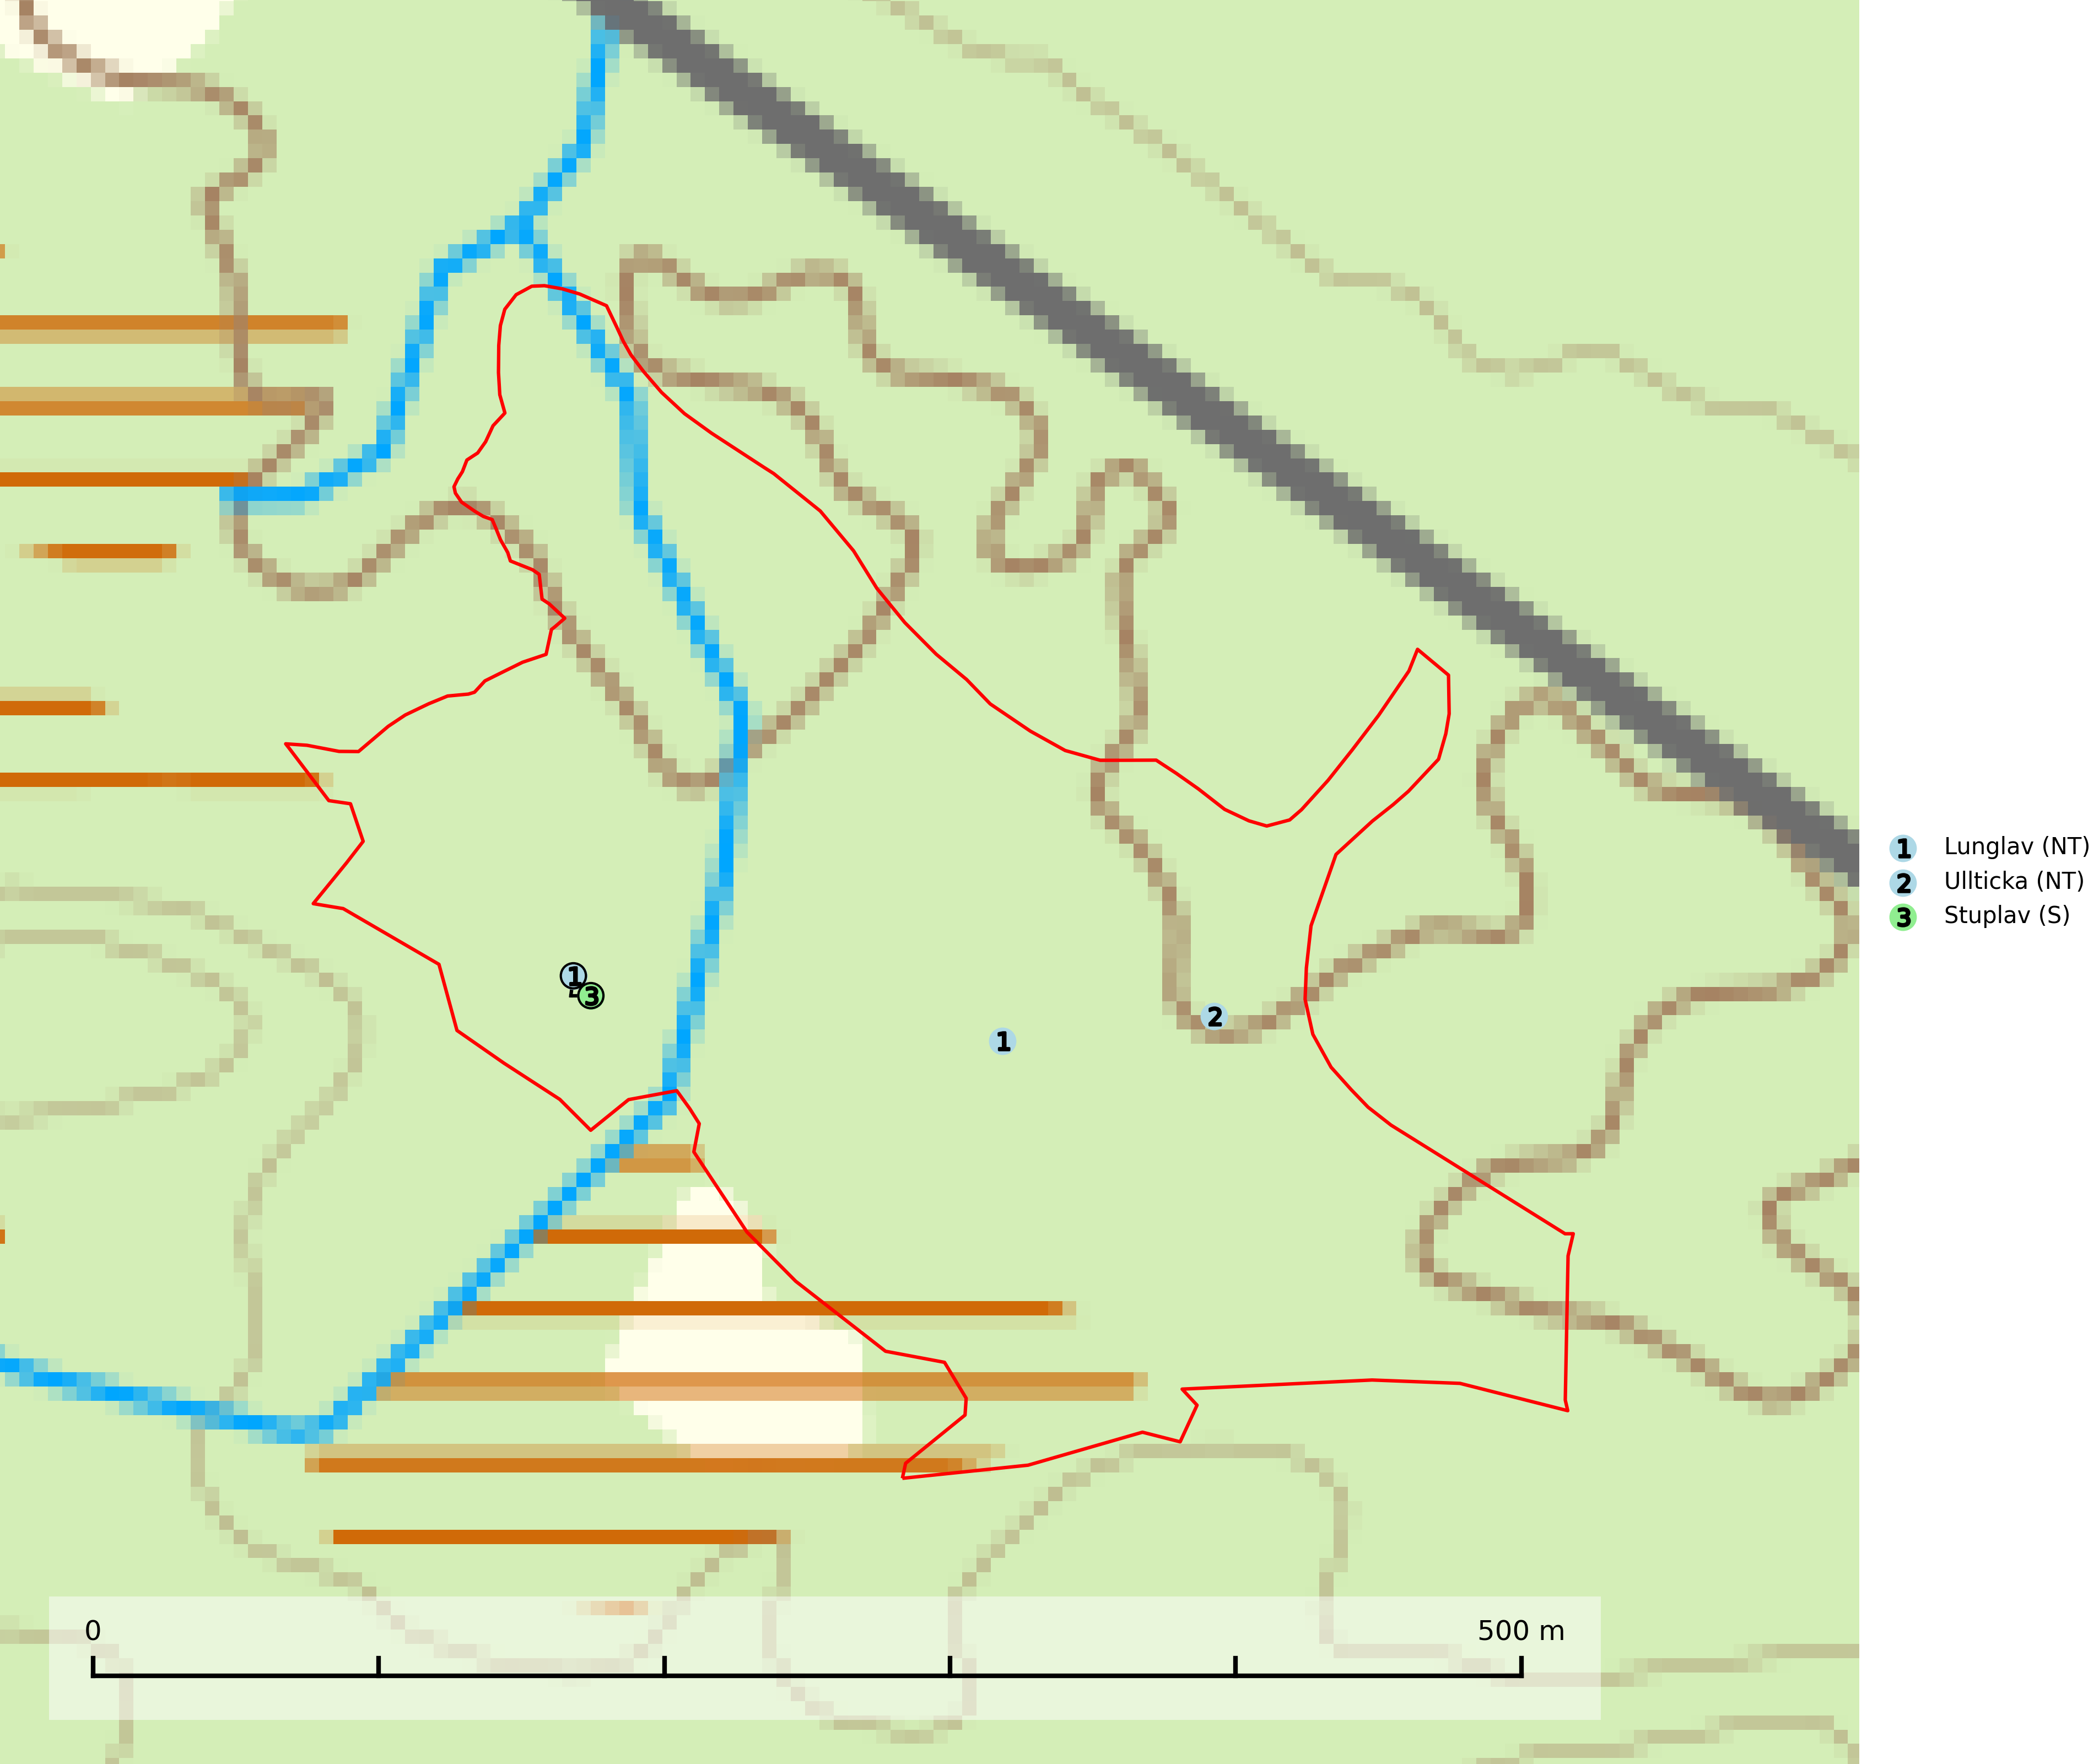 1
3
1
2
1 Lunglav (NT)
2 Ullticka (NT)
3 Stuplav (S)
0 500 m